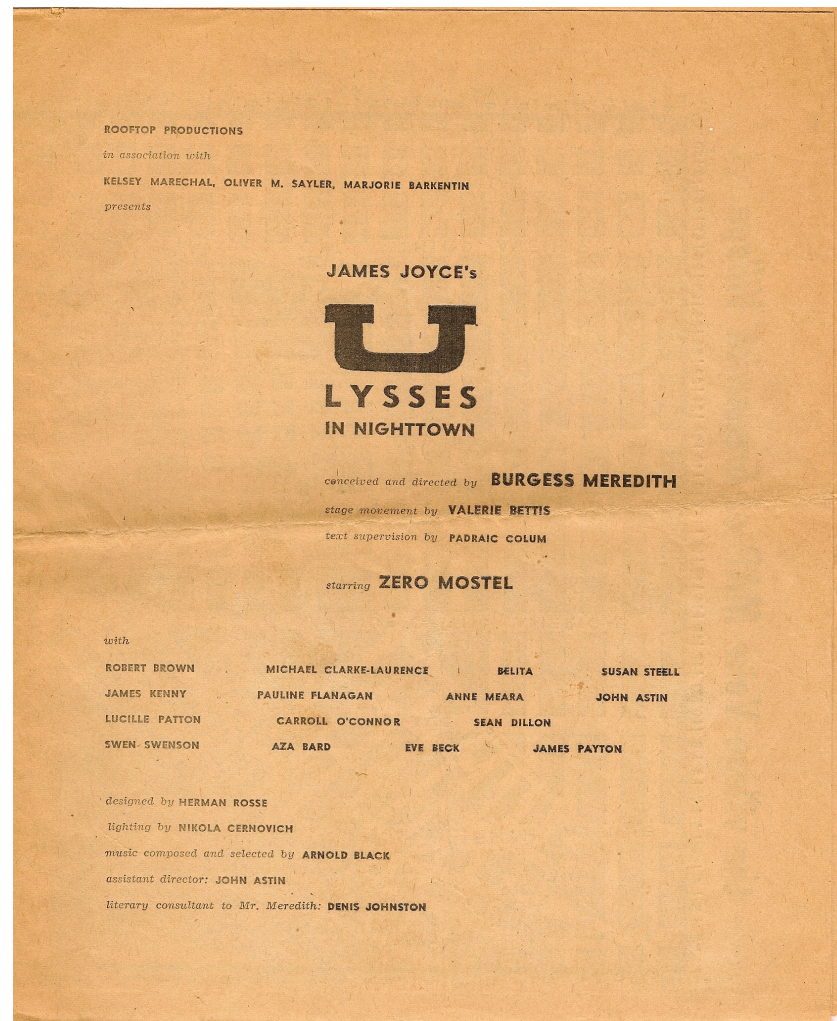 ROOFTOP PRODUCTIONS
in association with
KELSEY MARECHAL, OLIVER M. SAYLER, MARJORIE BARKENTIN
presents
JAMES JOYCE's
U
LYSSES
IN NIGHTTOWN
conceived and directed by BURGESS MEREDITH
stage movement by VALERIE BETTIS
text supervision by PADRAIC COLUM
starring ZERO MOSTEL
with
ROBERT BROWN MICHAEL CLARKE-LAURENCE BELITA SUSAN STEELL
JAMES KENNY PAULINE FLANAGAN ANNE MEARA JOHN ASTIN
LUCILLE PATTON CARROLL O'CONNOR SEAN DILLON
SWEN SWENSON AZA BARD EVE BECK JAMES PAYTON
designed by HERMAN ROSSE
lighting by NIKOLA CERNOVICH
music composed and selected by ARNOLD BLACK
assistant director: JOHN ASTIN
literary consultant to Mr. Meredith: DENIS JOHNSTON